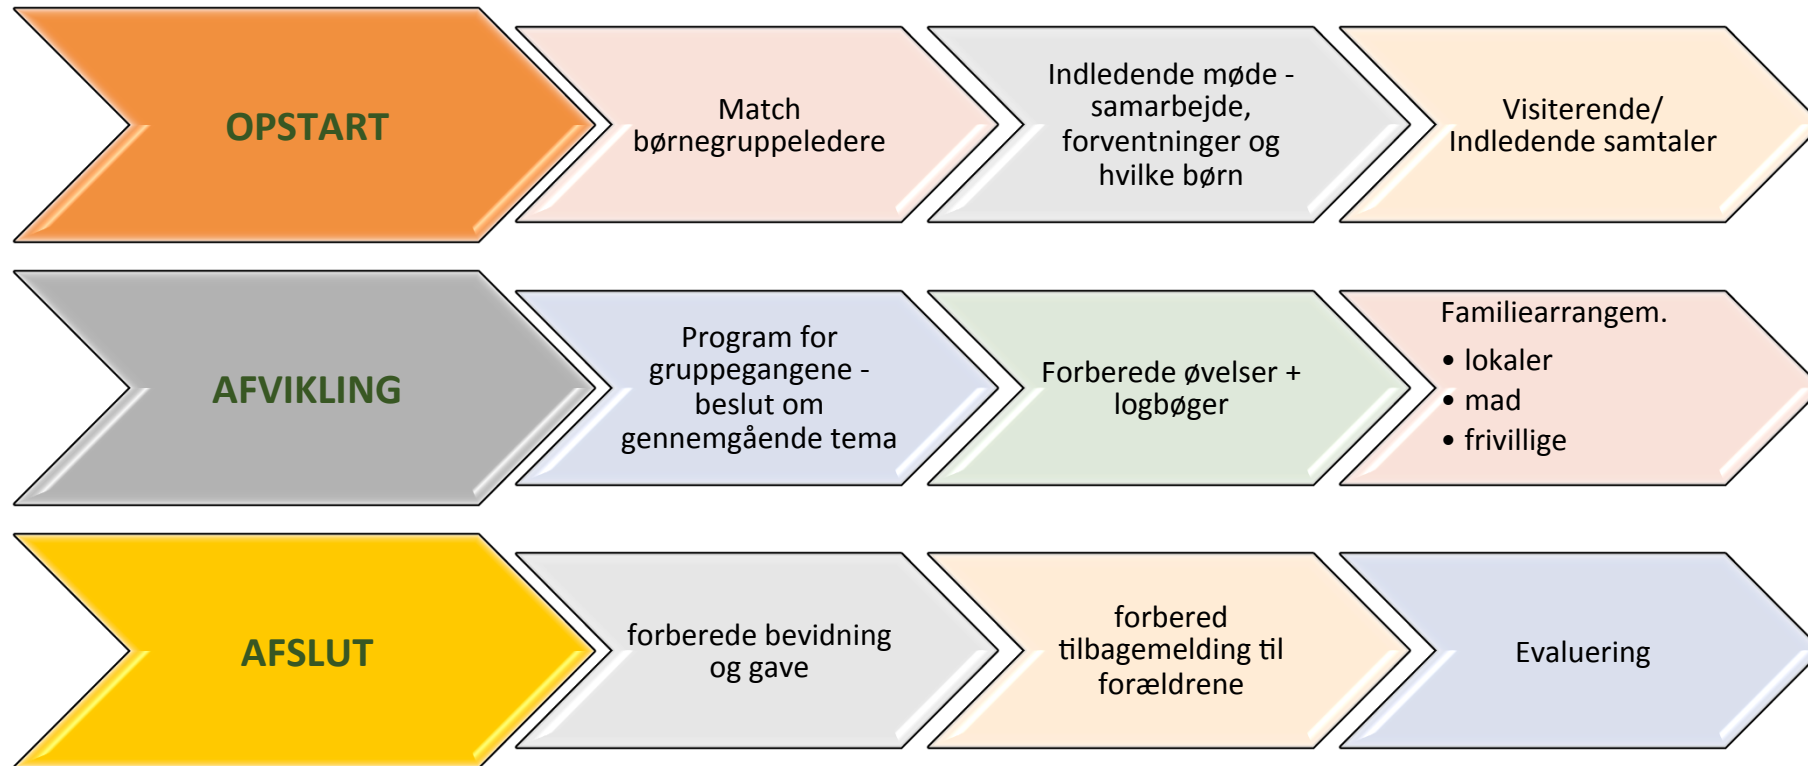 OPSTART
Match
børnegruppeledere
Indledende møde -
samarbejde,
forventninger og
hvilke børn
Visiterende/
Indledende samtaler
AFVIKLING
Program for
gruppegangene -
beslut om
gennemgående tema
Forberede øvelser +
logbøger
Familiearrangem.
• lokaler
• mad
• frivillige
AFSLUT
forberede bevidning
og gave
forbered
tilbagemelding til
forældrene
Evaluering